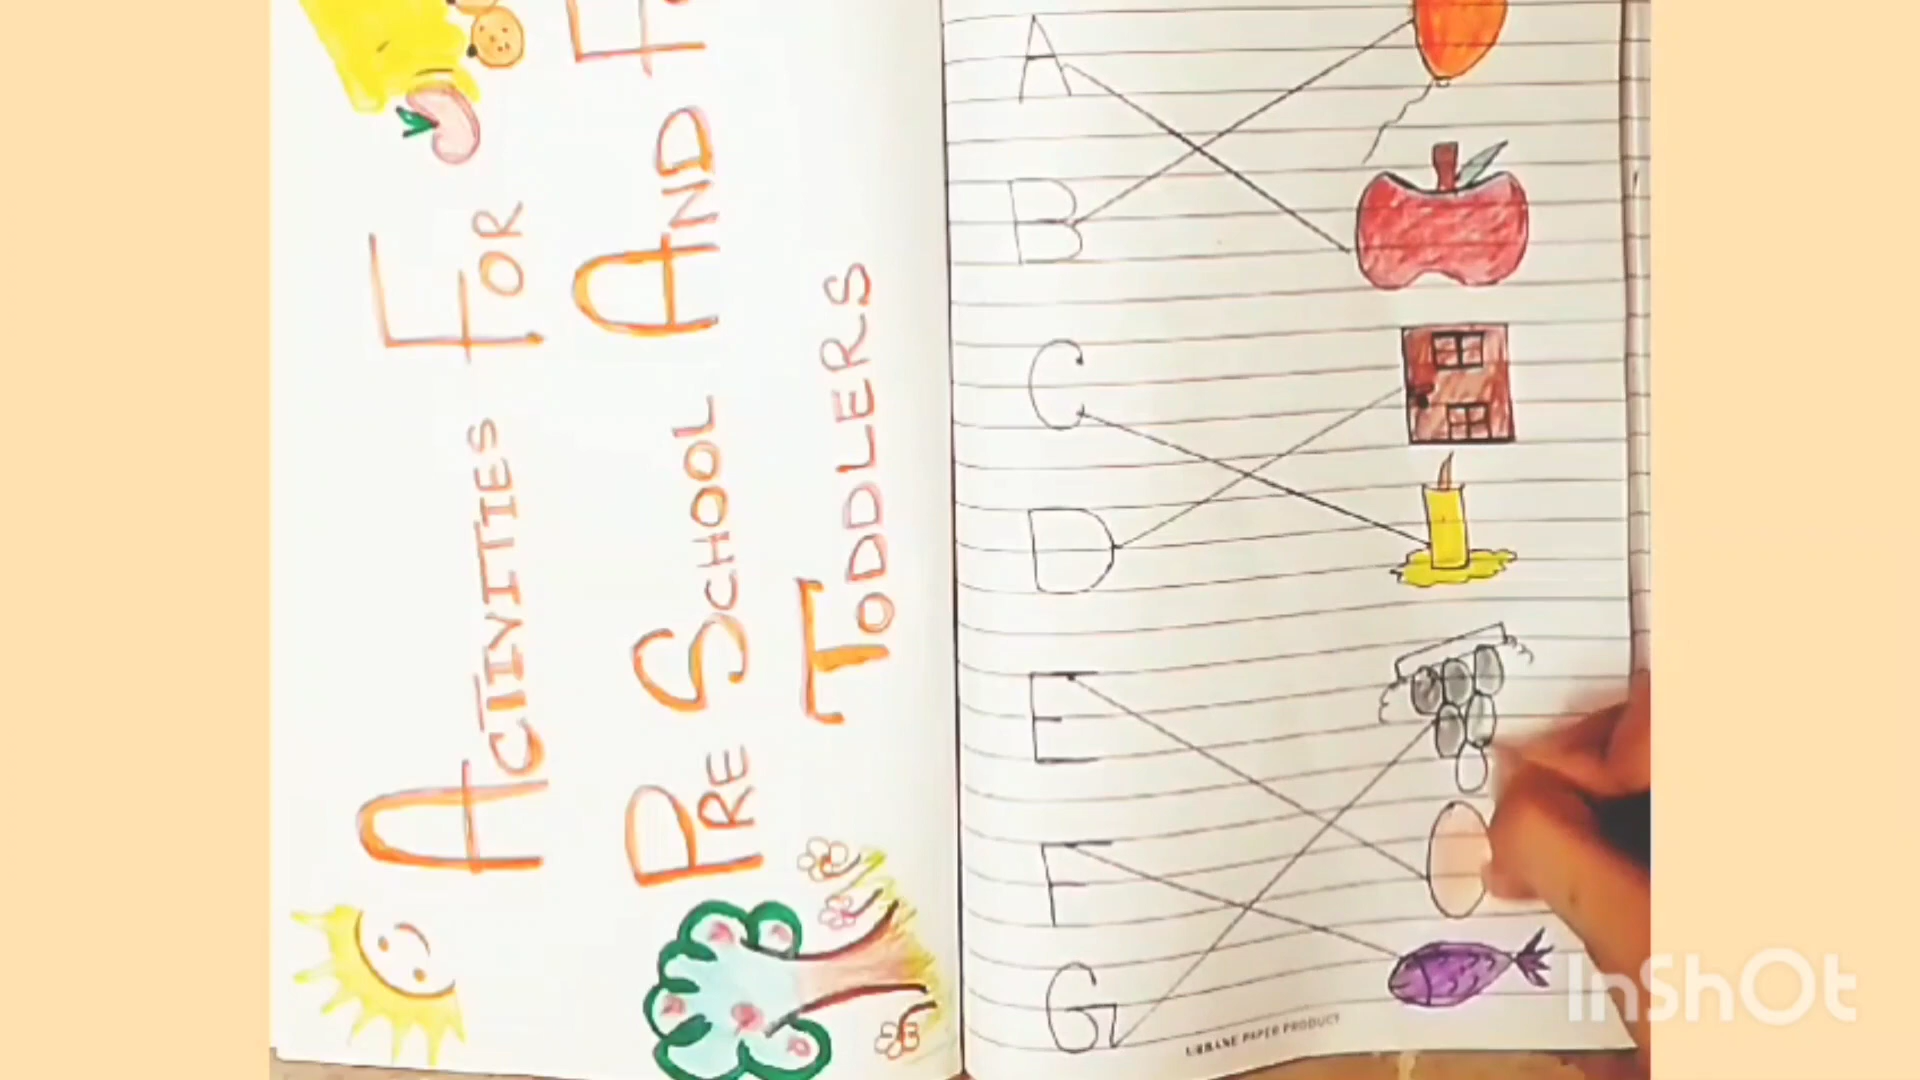 ACTIVITIES FOR
PRE SCHOOL AND
TODDLERS
A
B
C
D
E
F
G
URBANE PAPER PRODUCT
InShOt